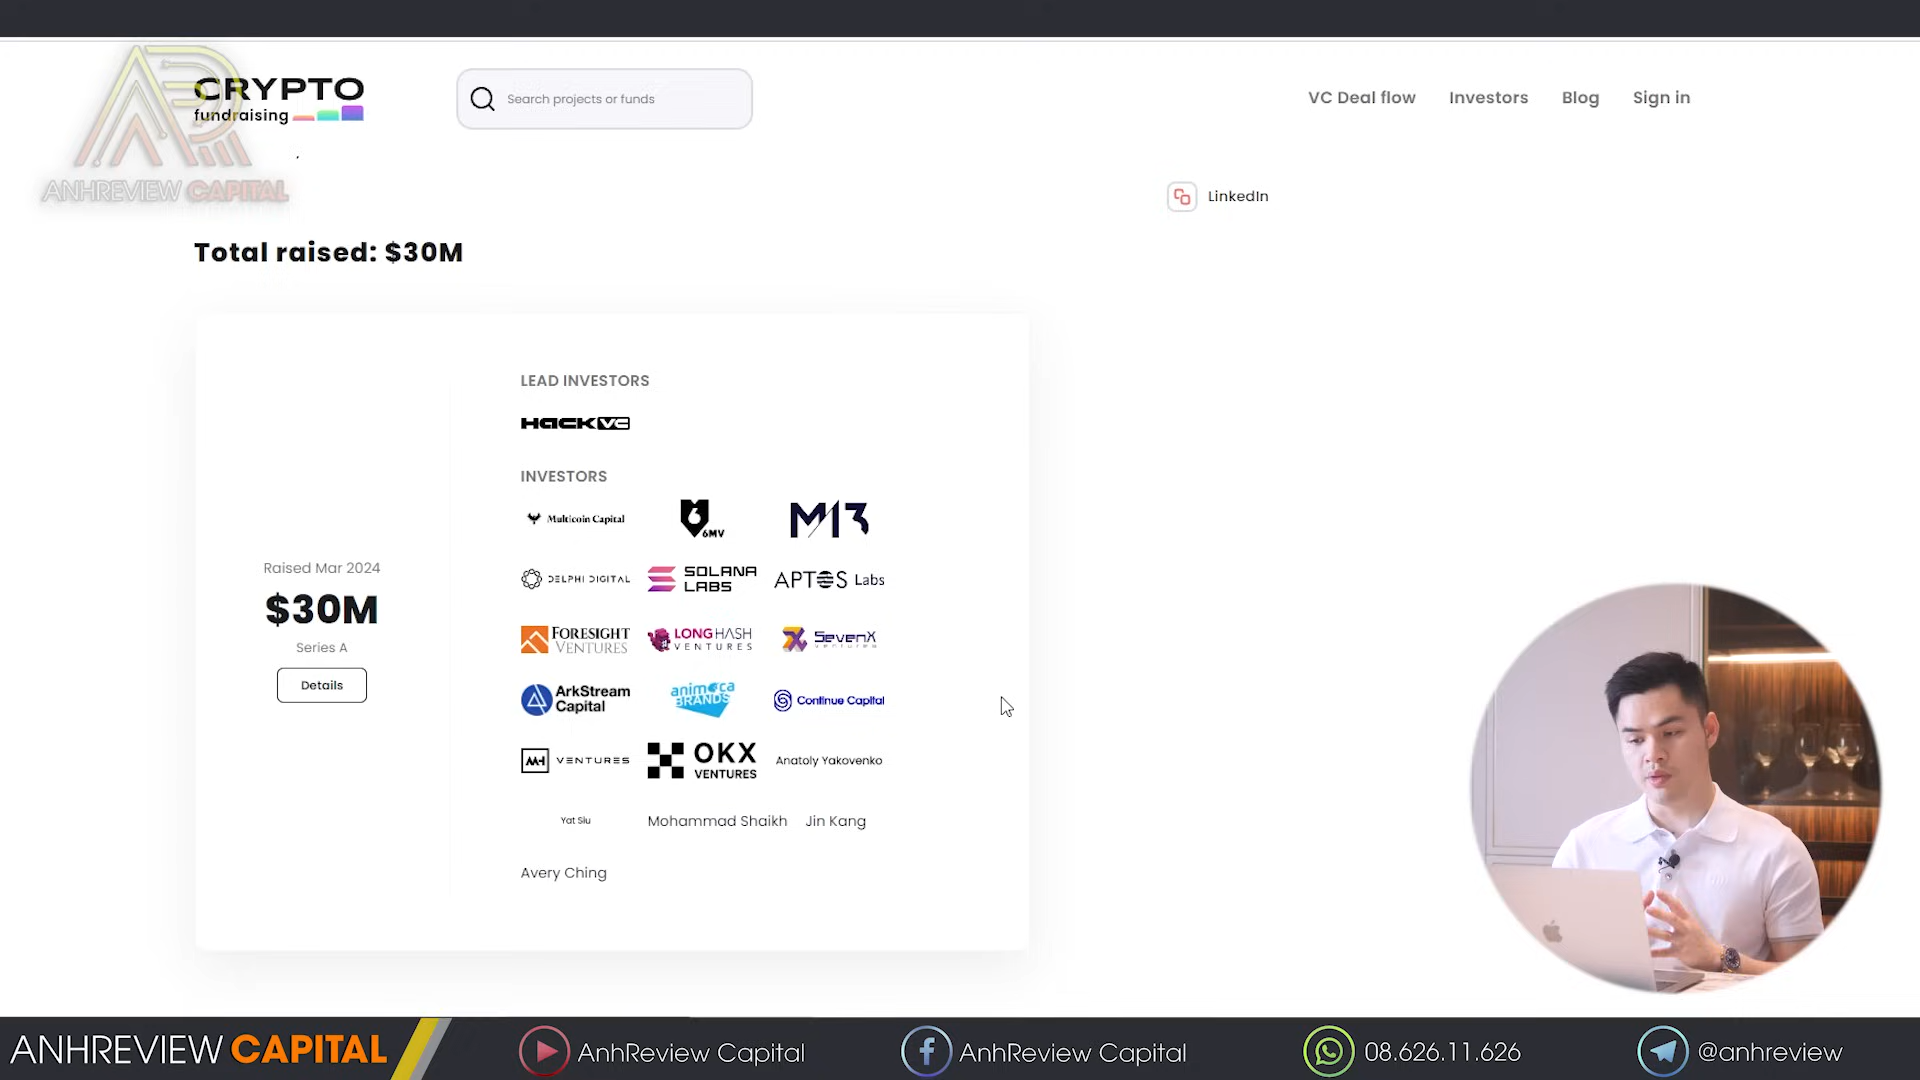 CRYPTO
fundraising
Search projects or funds
VC Deal flow
Investors
Blog
Sign in
ANHREVIEW CAPITAL
LinkedIn
Total raised: $30M
Raised Mar 2024
$30M
Series A
Details
LEAD INVESTORS
HACK VC
INVESTORS
Multicoin Capital
6MV
M13
DELPHI DIGITAL
SOLANA
LABS
APTOS Labs
FORESIGHT
VENTURES
LONGHASH
VENTURES
SevenX
ventures
ArkStream
Capital
animoca
BRANDS
Continue Capital
VENTURES
OKX
VENTURES
Anatoly Yakovenko
Yat Siu
Mohammad Shaikh
Jin Kang
Avery Ching
ANHREVIEW CAPITAL
AnhReview Capital
AnhReview Capital
08.626.11.626
@anhreview